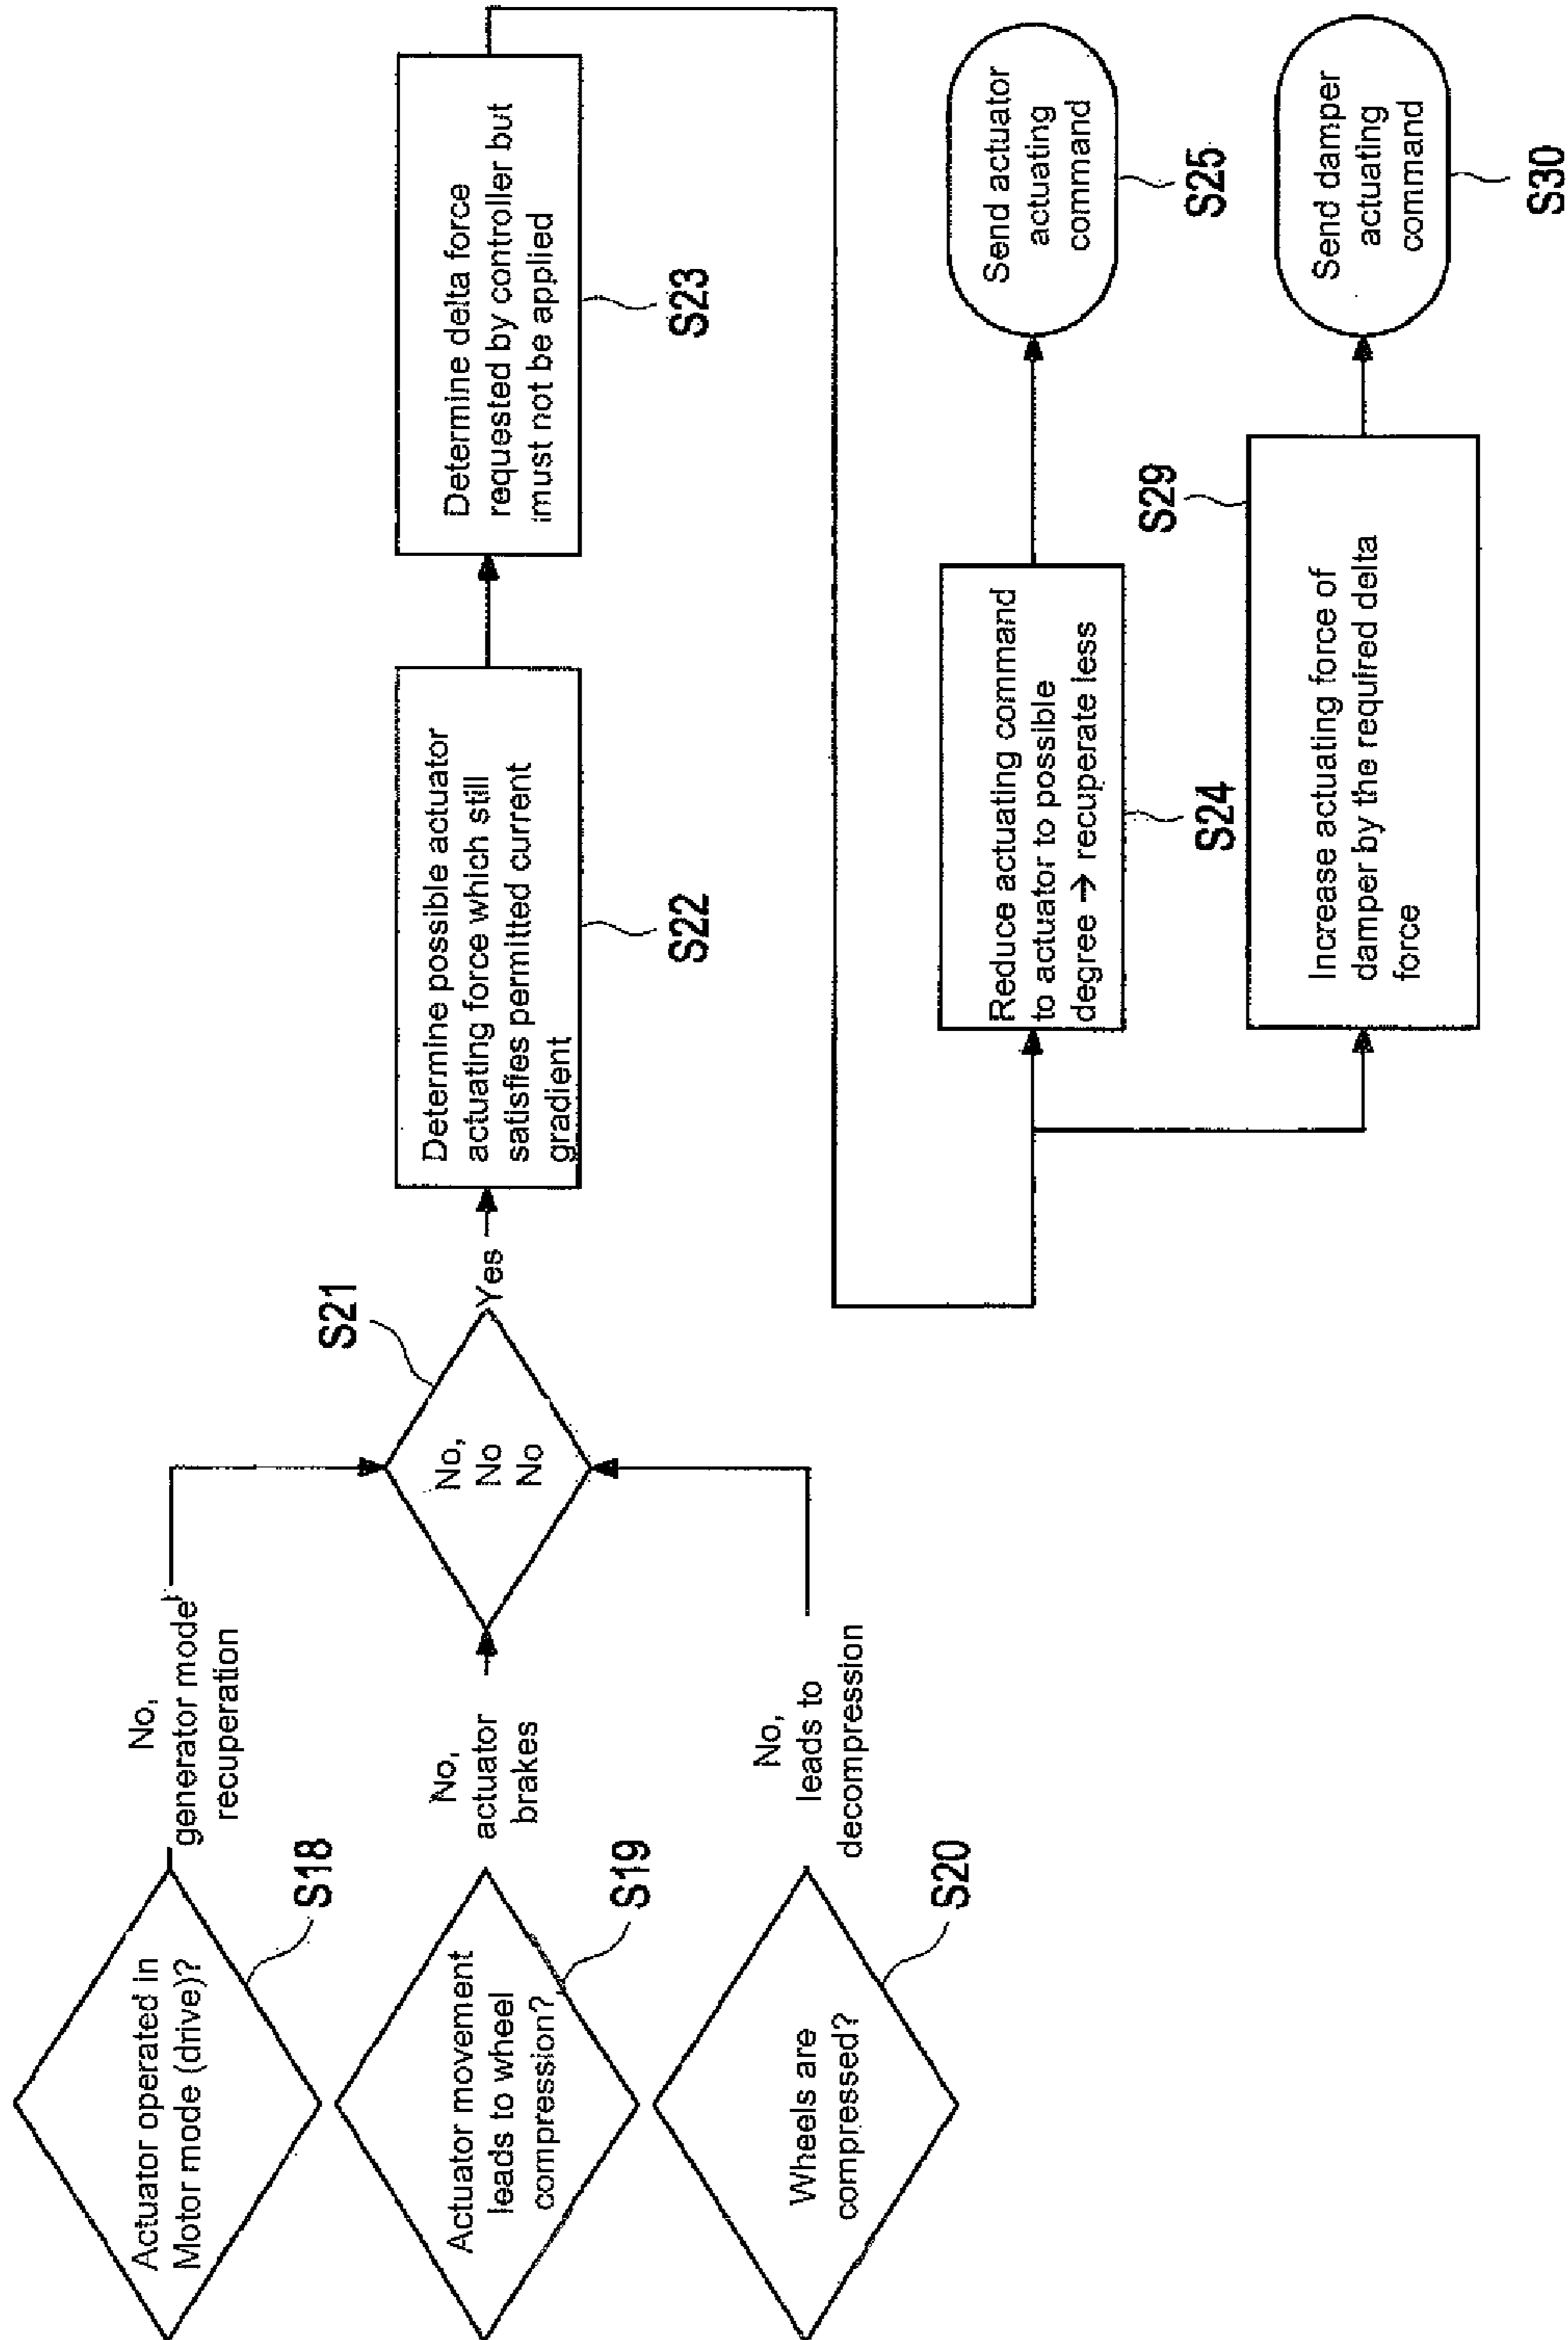 Actuator operated in
Motor mode (drive)?
S18
No,
generator mode
recuperation
Actuator movement
leads to wheel
compression?
S19
No,
actuator
brakes
Wheels are
compressed?
S20
No,
leads to
decompression
No,
No
No
S21
Yes
Determine possible actuator
actuating force which still
satisfies permitted current
gradient
S22
Determine delta force
requested by controller but
must not be applied
S23
Reduce actuating command
to actuator to possible
degree → recuperate less
S24
Send actuator
actuating
command
S25
Increase actuating force of
damper by the required delta
force
S29
Send damper
actuating
command
S30